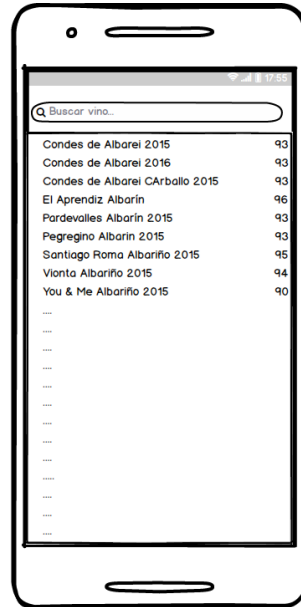 17:55
Buscar vino...
Condes de Albarei 2015 93
Condes de Albarei 2016 93
Condes de Albarei CArballo 2015 93
El Aprendiz Albarín 96
Pardevalles Albarín 2015 93
Pegregino Albarin 2015 93
Santiago Roma Albariño 2015 95
Vionta Albariño 2015 94
You & Me Albariño 2015 90
....
....
....
....
....
....
....
....
....
.....
....
....
....